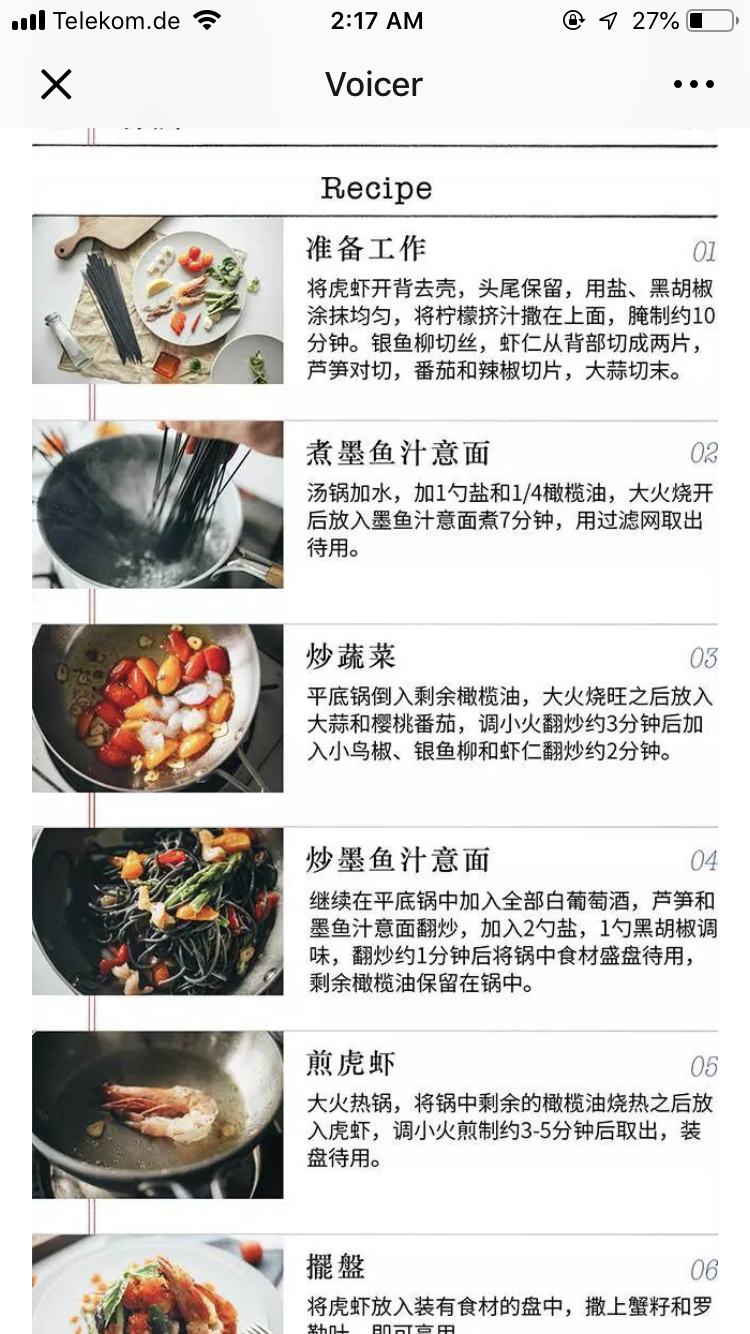 Telekom.de
2:17 AM
27%
Voicer
Recipe
准备工作
01
将虎虾开背去壳，头尾保留，用盐、黑胡椒
涂抹均匀，将柠檬挤汁撒在上面，腌制约10
分钟。银鱼柳切丝，虾仁从背部切成两片，
芦笋对切，番茄和辣椒切片，大蒜切末。
煮墨鱼汁意面
02
汤锅加水，加1勺盐和1/4橄榄油，大火烧开
后放入墨鱼汁意面煮7分钟，用过滤网取出
待用。
炒蔬菜
03
平底锅倒入剩余橄榄油，大火烧旺之后放入
大蒜和樱桃番茄，调小火翻炒约3分钟后加
入小鸟椒、银鱼柳和虾仁翻炒约2分钟。
炒墨鱼汁意面
04
继续在平底锅中加入全部白葡萄酒，芦笋和
墨鱼汁意面翻炒，加入2勺盐，1勺黑胡椒调
味，翻炒约1分钟后将锅中食材盛盘待用，
剩余橄榄油保留在锅中。
煎虎虾
05
大火热锅，将锅中剩余的橄榄油烧热之后放
入虎虾，调小火煎制约3-5分钟后取出，装
盘待用。
擺盤
06
将虎虾放入装有食材的盘中，撒上蟹籽和罗
勒叶，即可享用